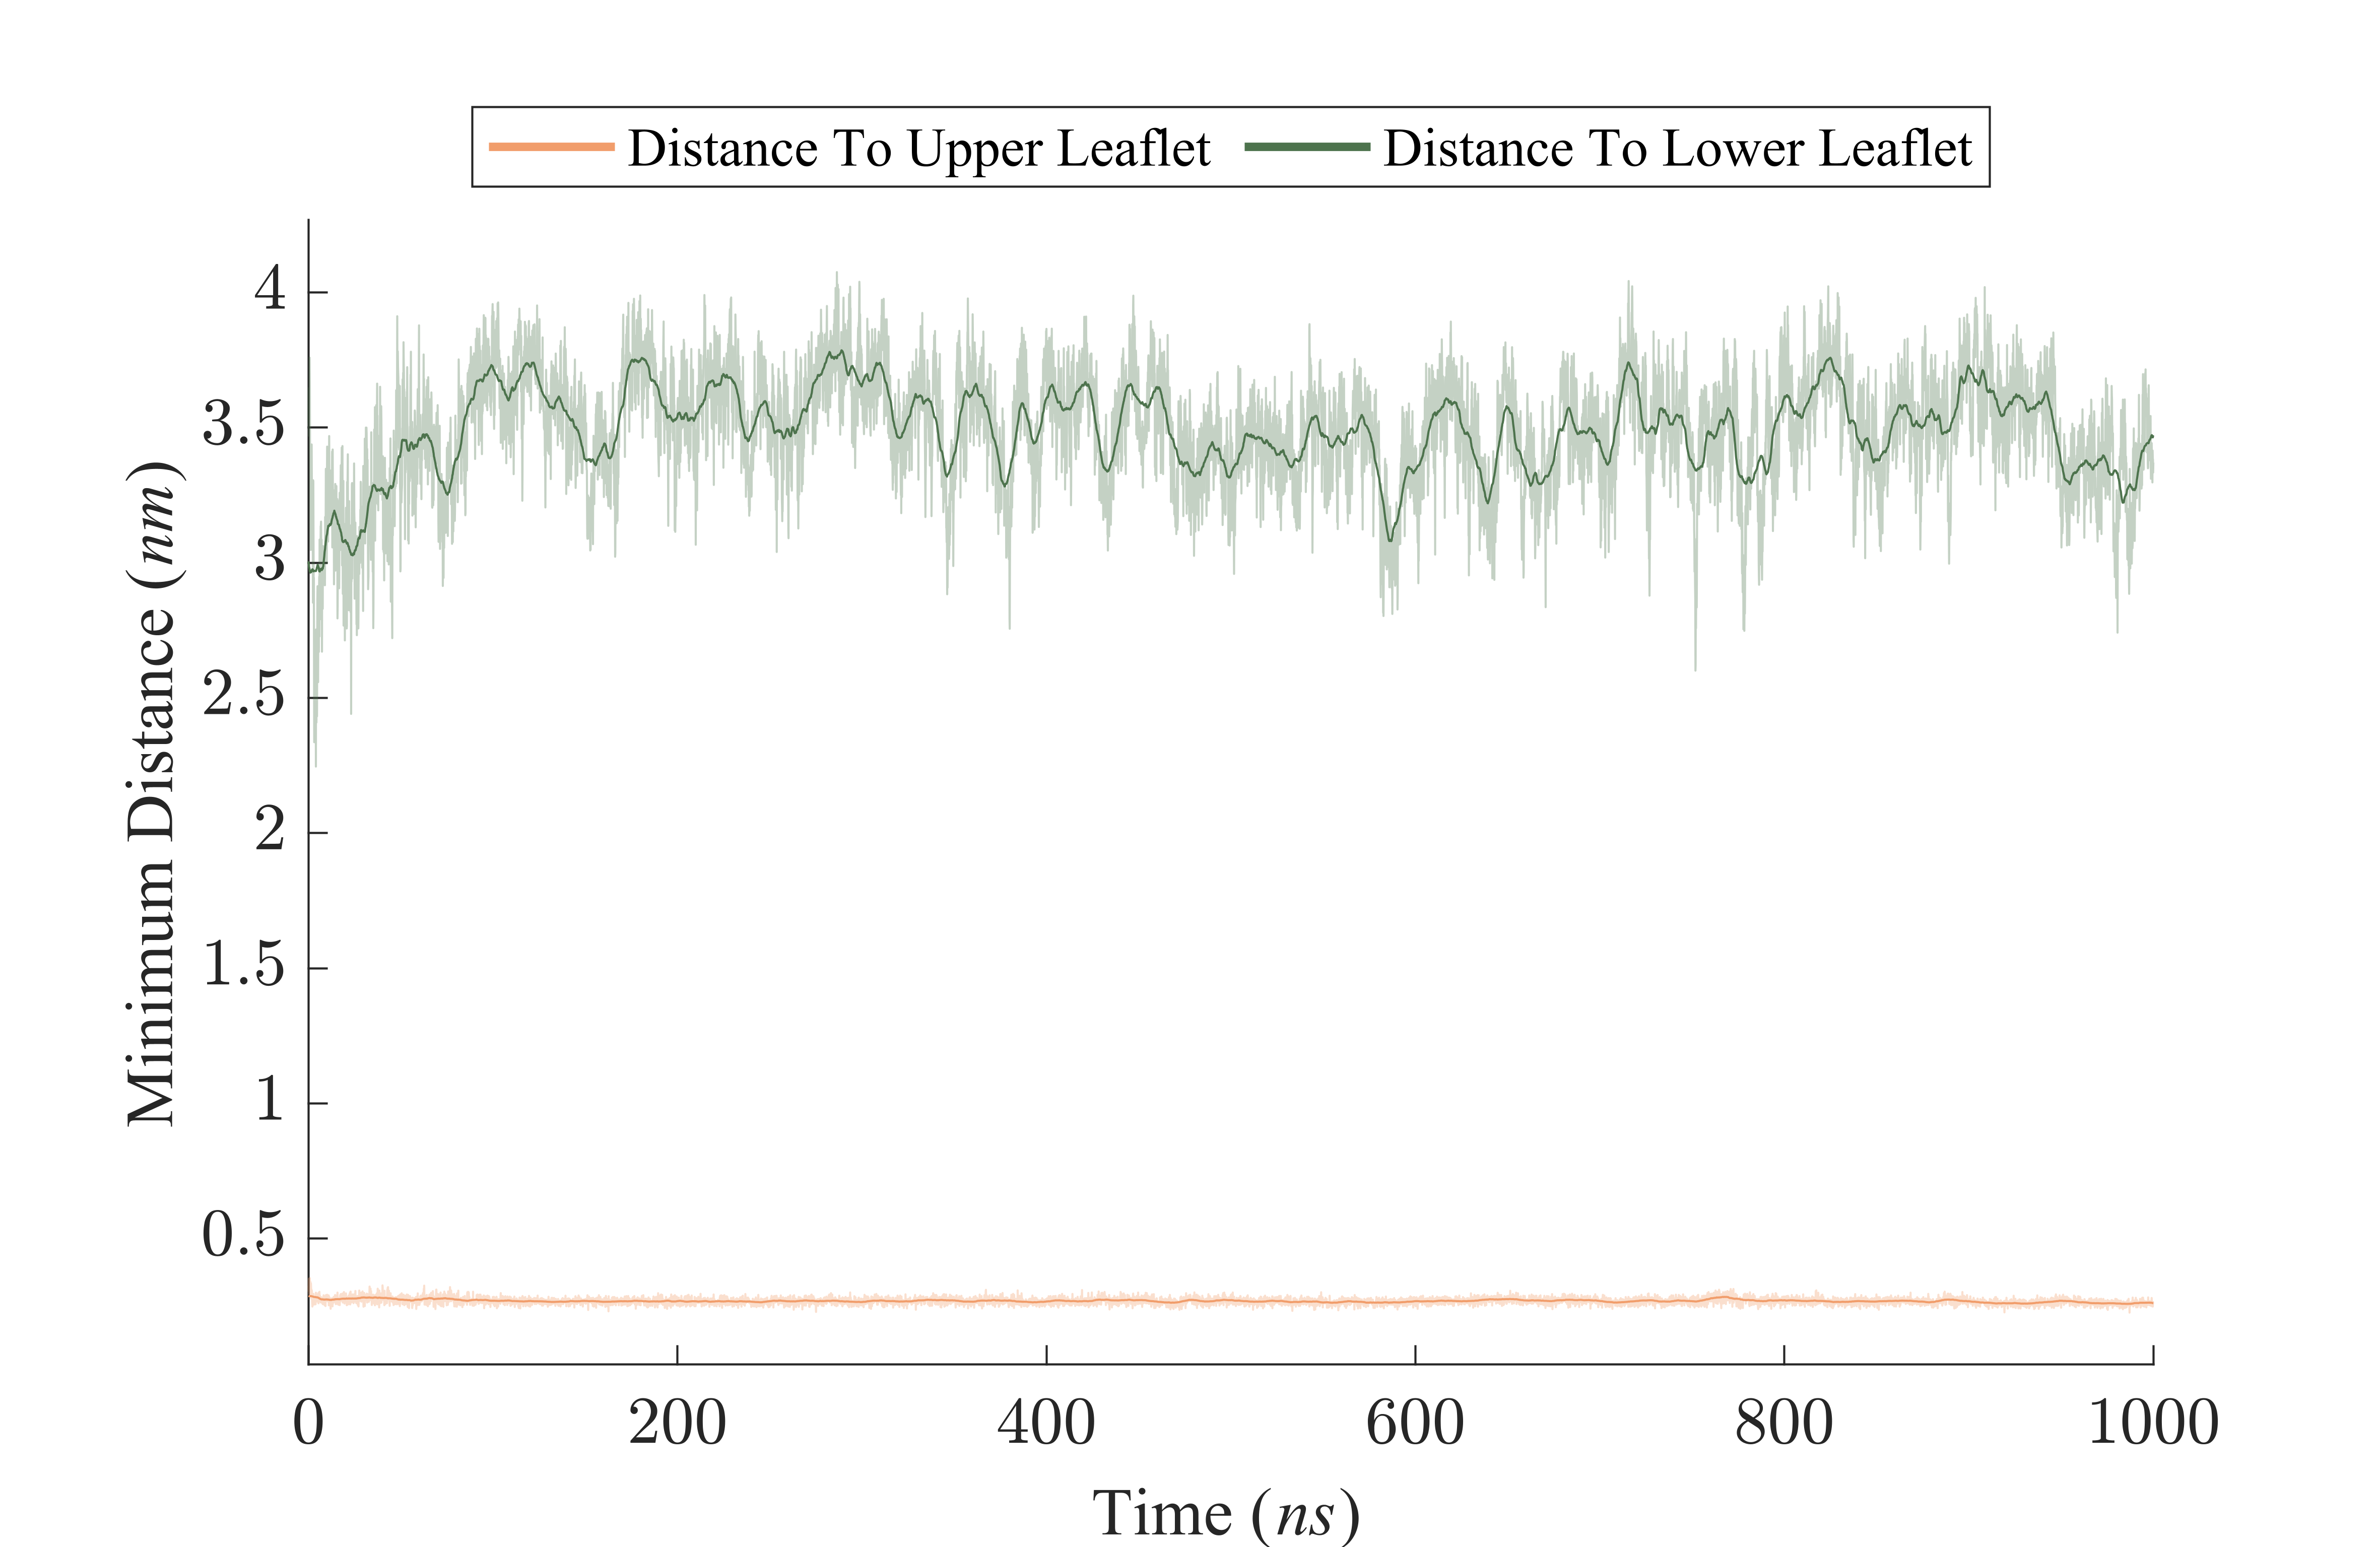 Distance To Upper Leaflet Distance To Lower Leaflet
4
3.5
3
2.5
2
1.5
1
0.5
Minimum Distance (nm)
0 200 400 600 800 1000
Time (ns)